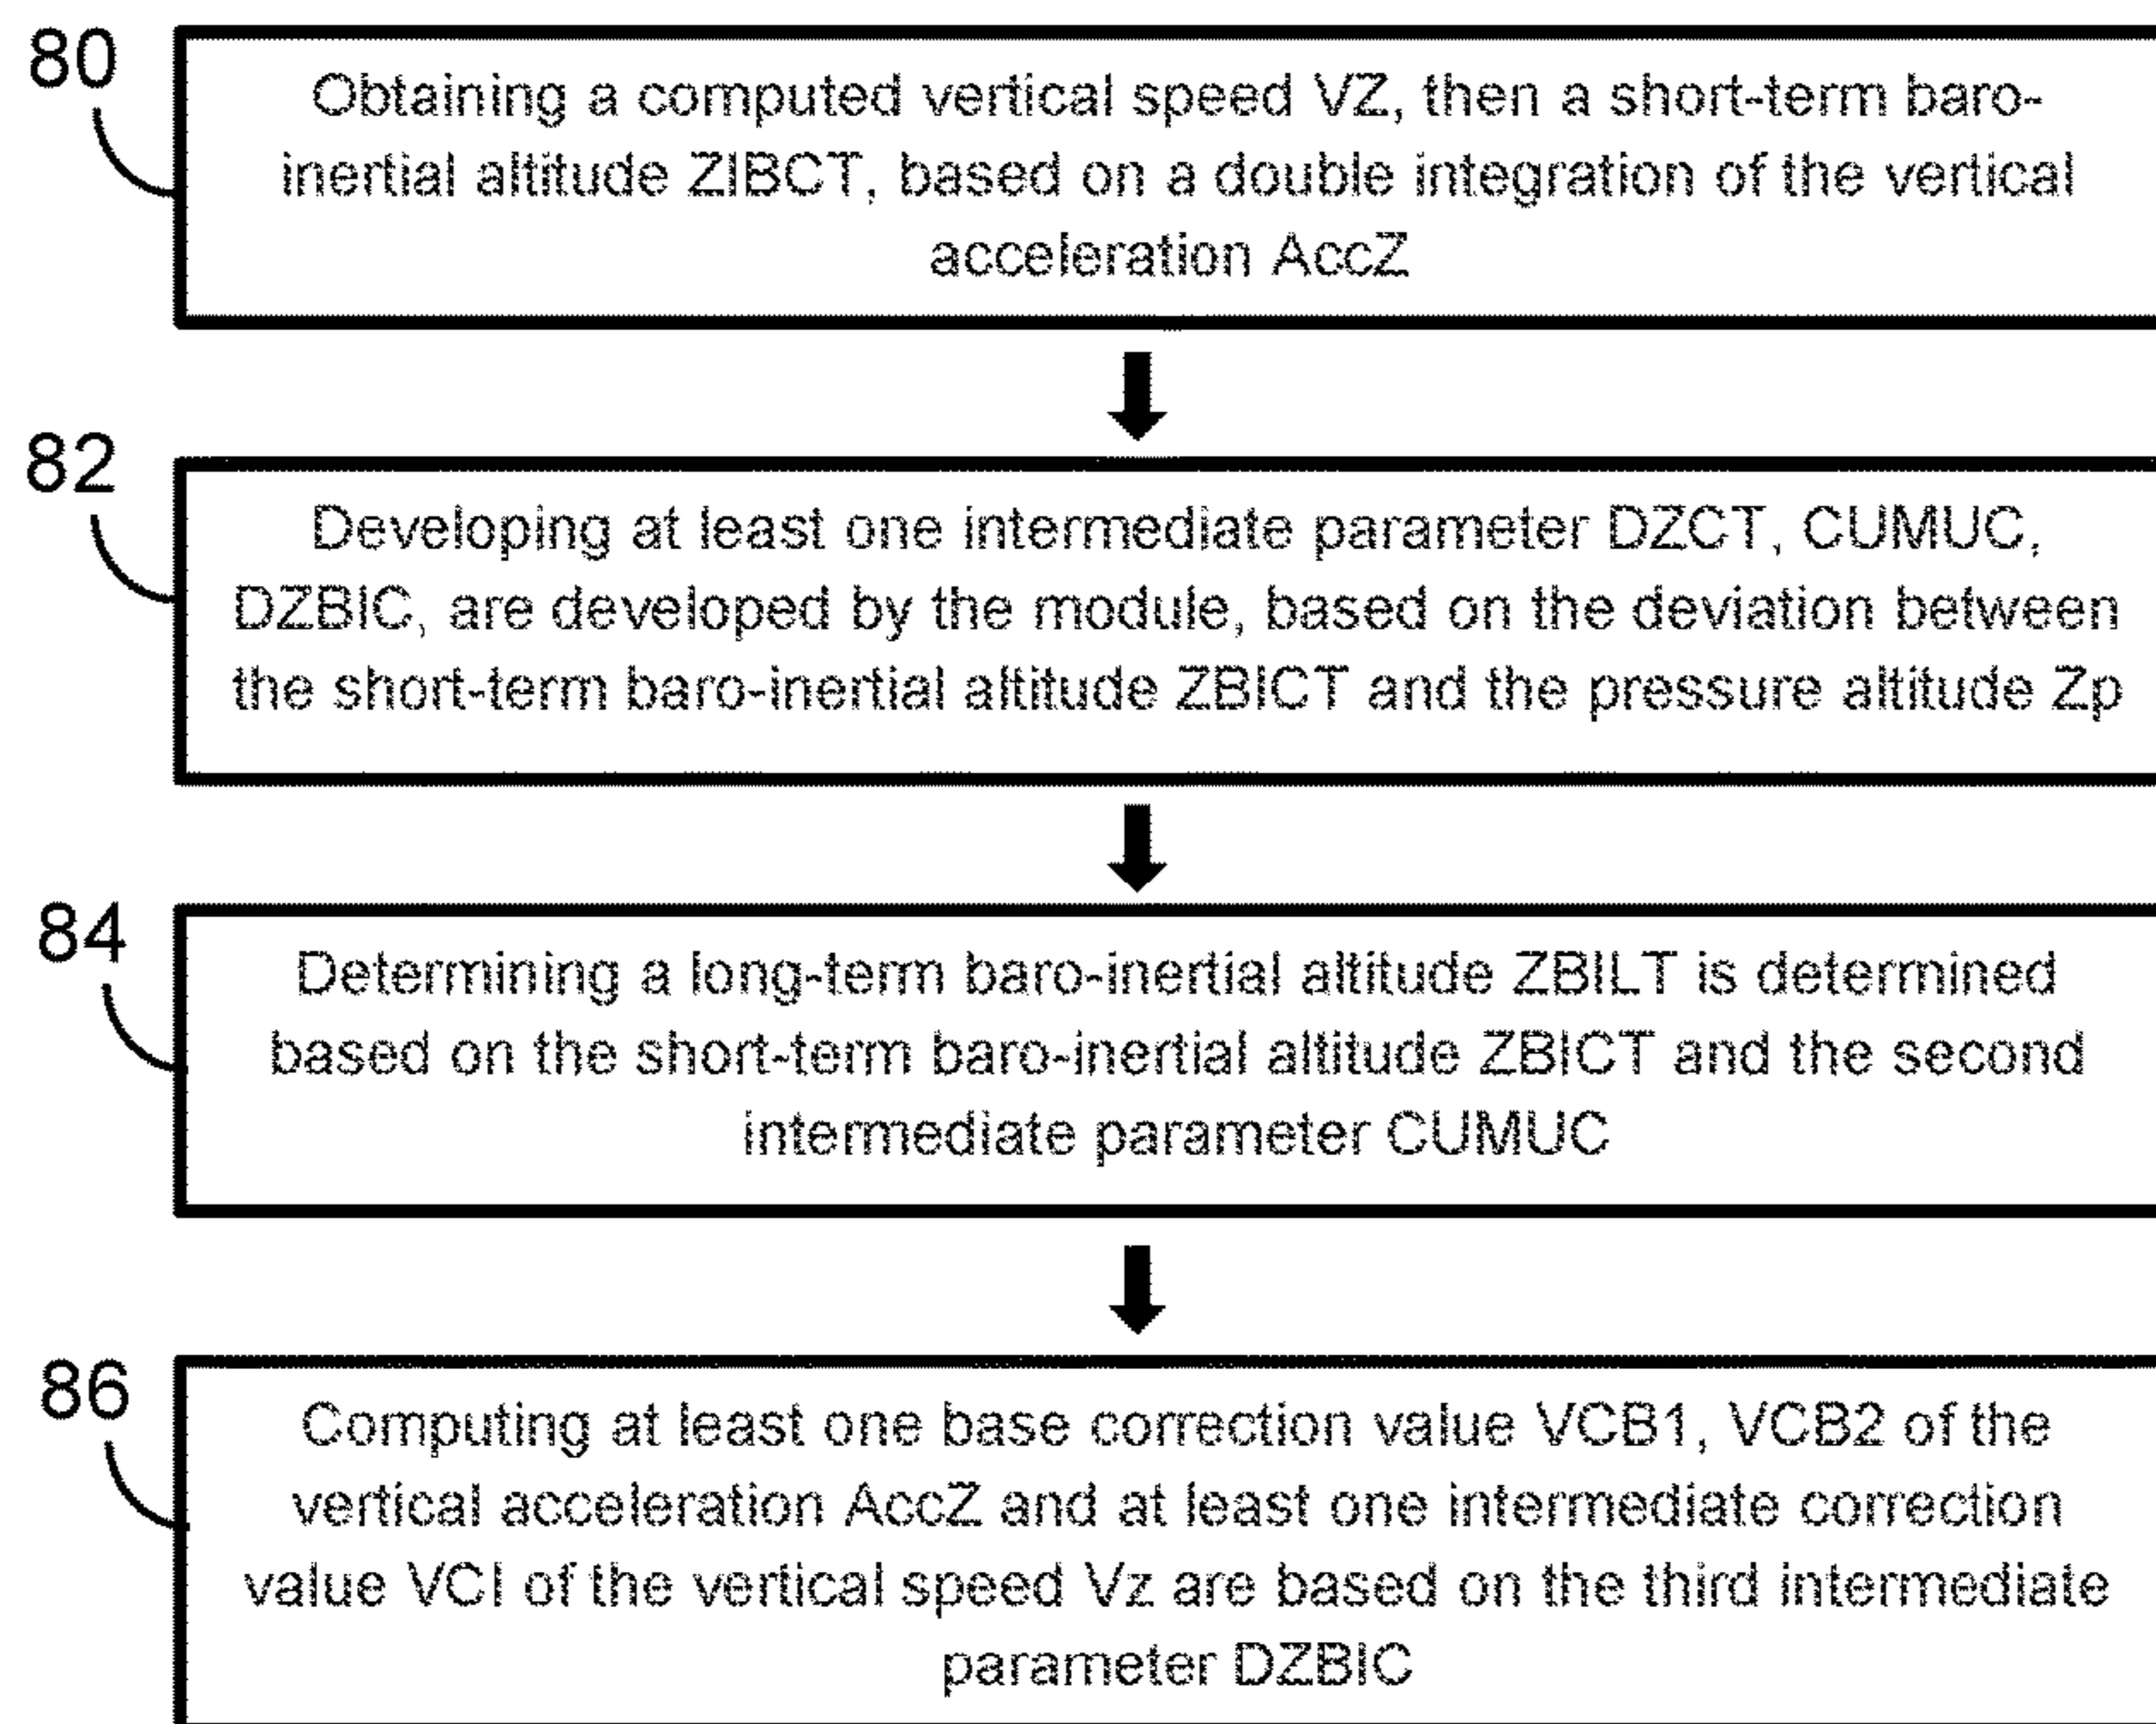 80
Obtaining a computed vertical speed VZ, then a short-term baro-
inertial altitude ZIBCT, based on a double integration of the vertical
acceleration AccZ
82
Developing at least one intermediate parameter DZCT, CUMUC,
DZBIC, are developed by the module, based on the deviation between
the short-term baro-inertial altitude ZBICT and the pressure altitude Zp
84
Determining a long-term baro-inertial altitude ZBILT is determined
based on the short-term baro-inertial altitude ZBICT and the second
intermediate parameter CUMUC
86
Computing at least one base correction value VCB1, VCB2 of the
vertical acceleration AccZ and at least one intermediate correction
value VCI of the vertical speed Vz are based on the third intermediate
parameter DZBIC